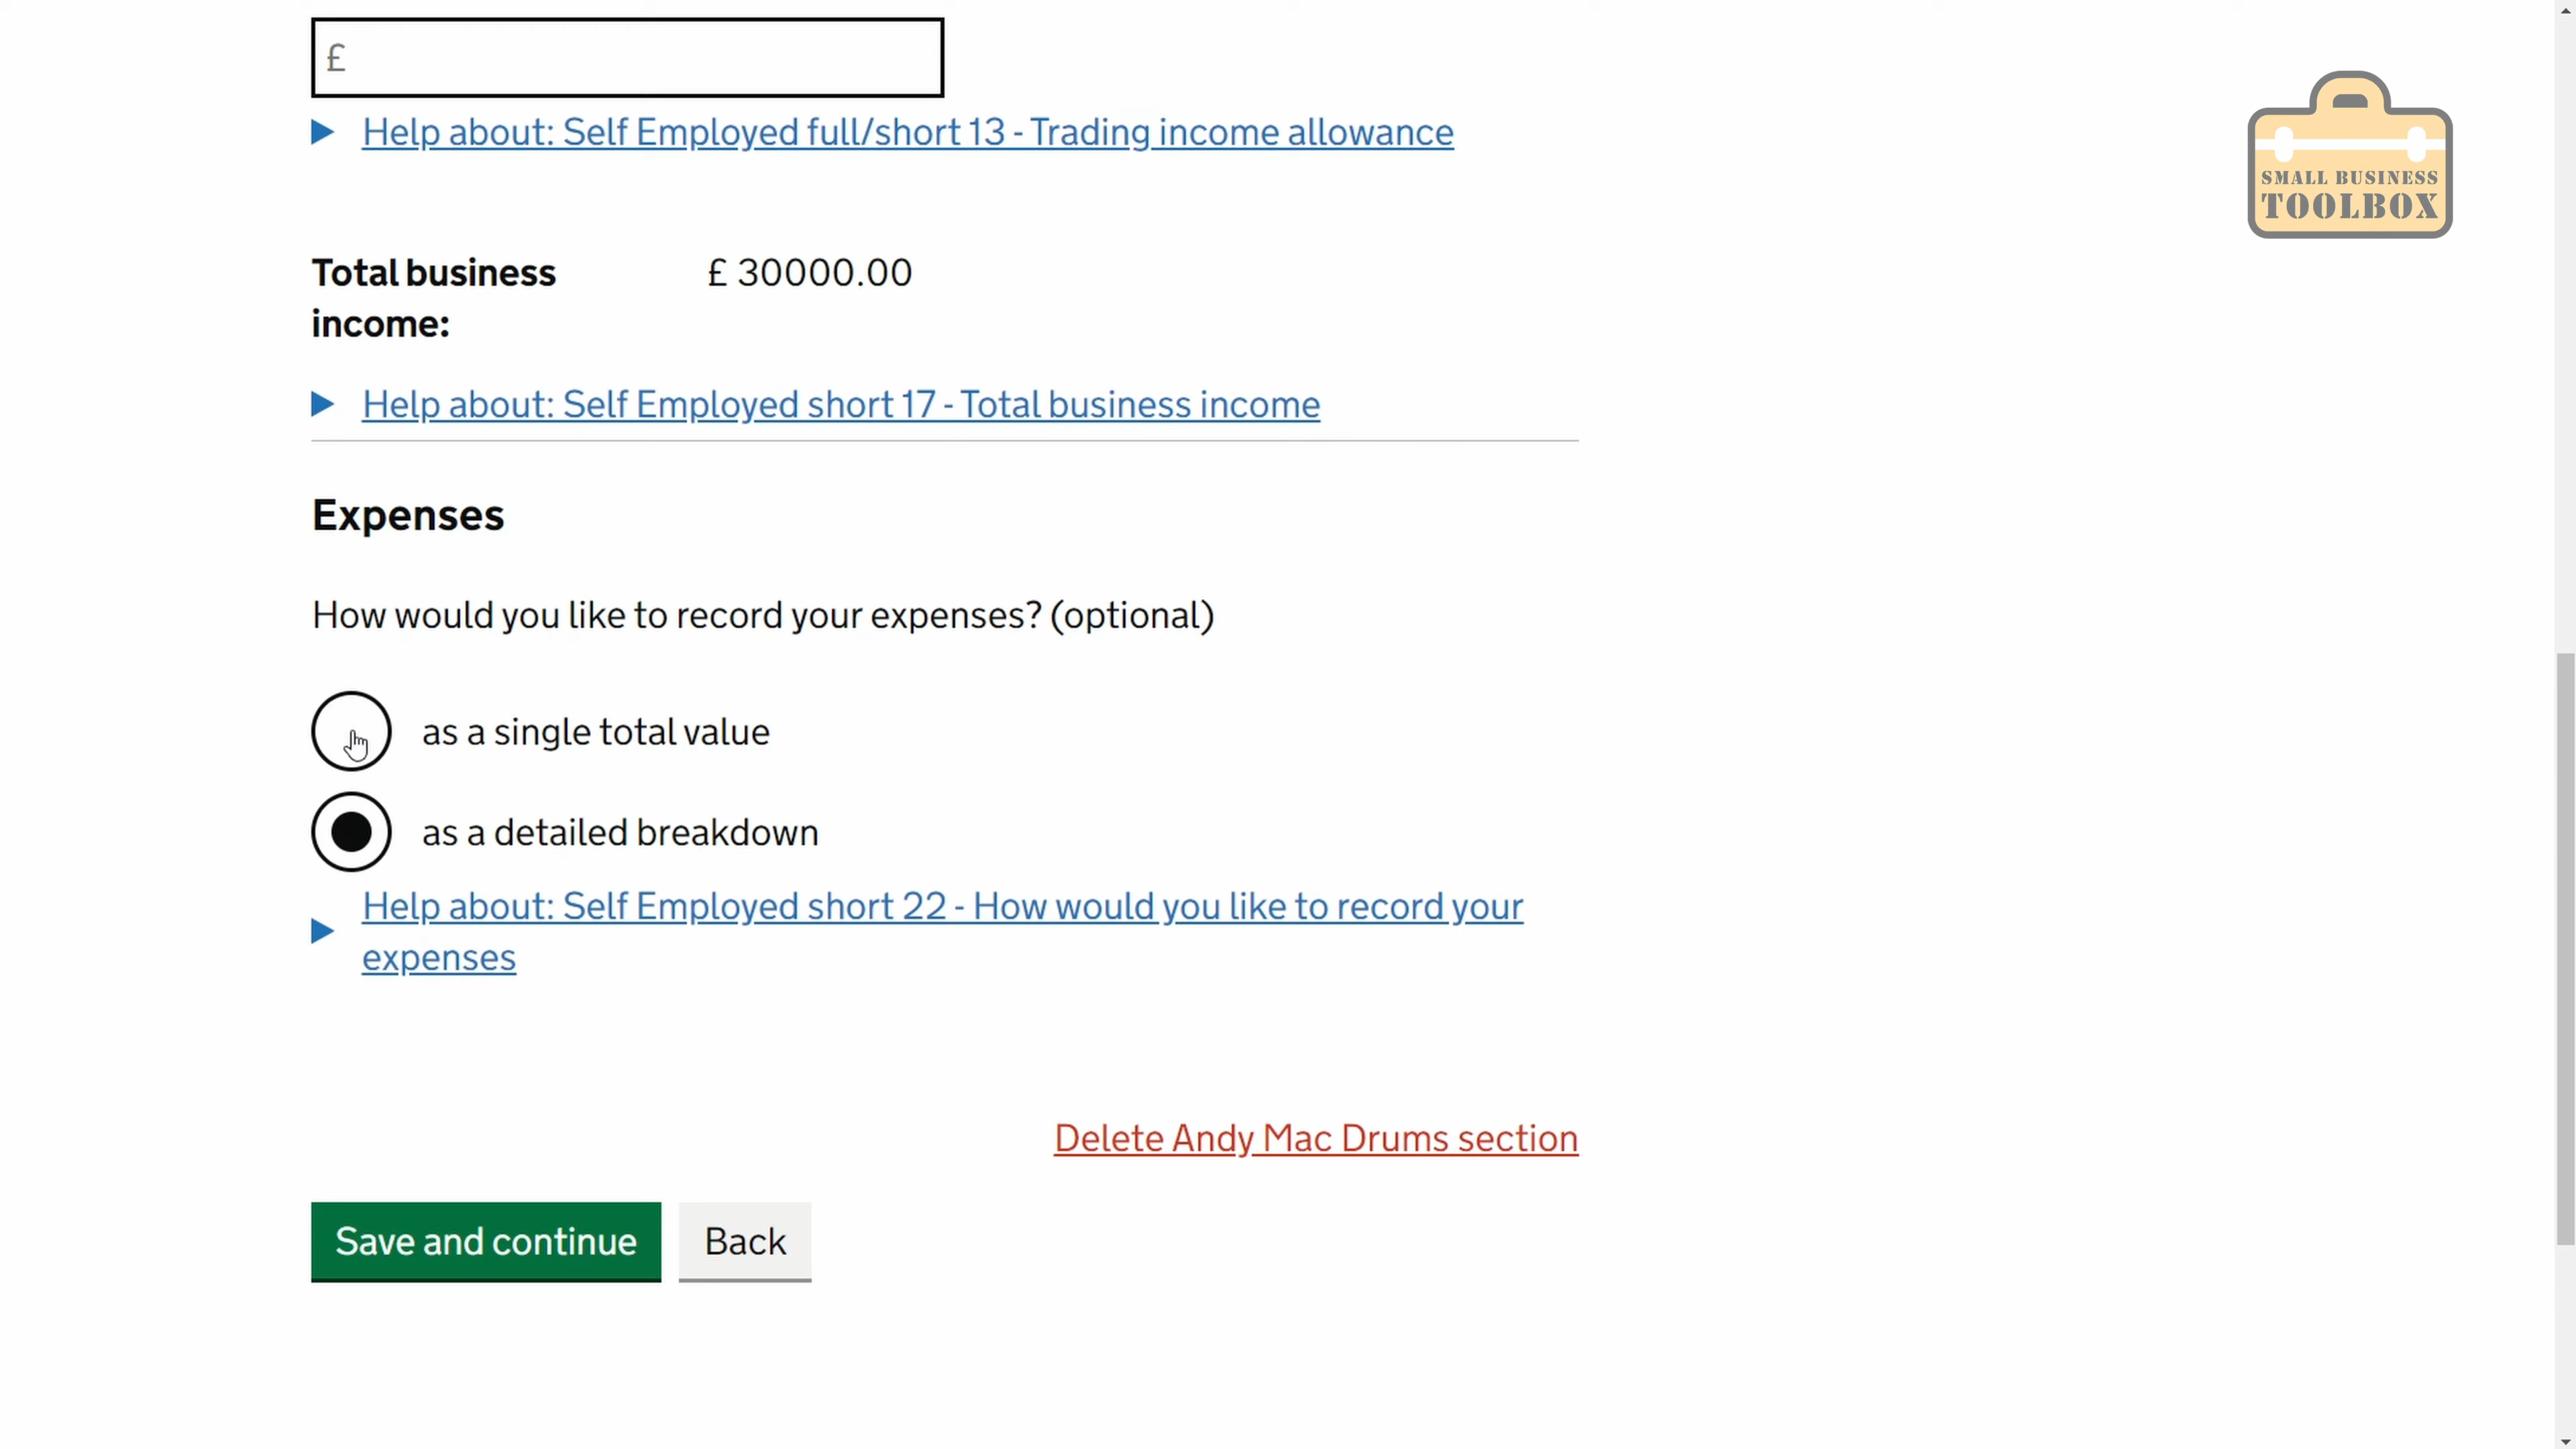 £
Help about: Self Employed full/short 13 - Trading income allowance
SMALL BUSINESS
TOOLBOX
Total business
income:
£ 30000.00
Help about: Self Employed short 17 - Total business income
Expenses
How would you like to record your expenses? (optional)
as a single total value
as a detailed breakdown
Help about: Self Employed short 22 - How would you like to record your
expenses
Delete Andy Mac Drums section
Save and continue
Back